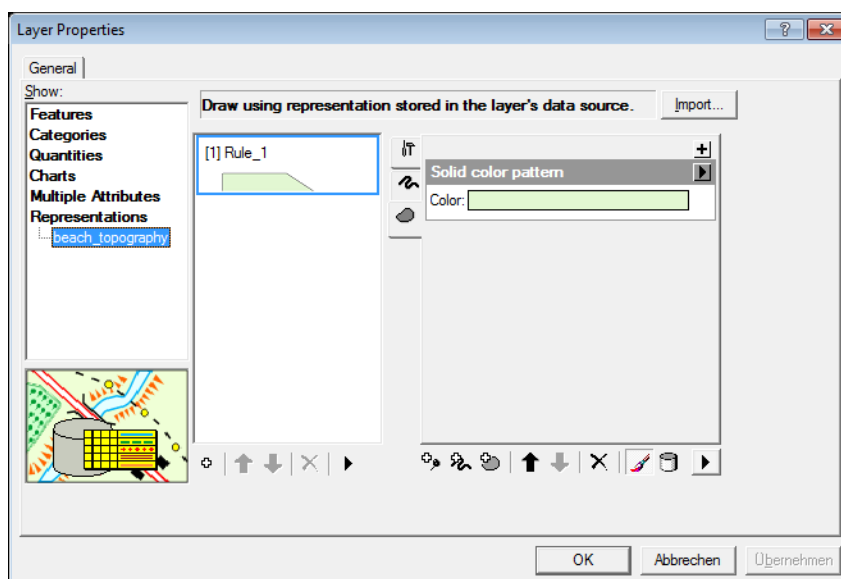 Layer Properties
General
Show:
Features
Categories
Quantities
Charts
Multiple Attributes
Representations
beach_topography
Draw using representation stored in the layer's data source.
Import...
[1] Rule_1
Solid color pattern
Color:
OK
Abbrechen
Übernehmen